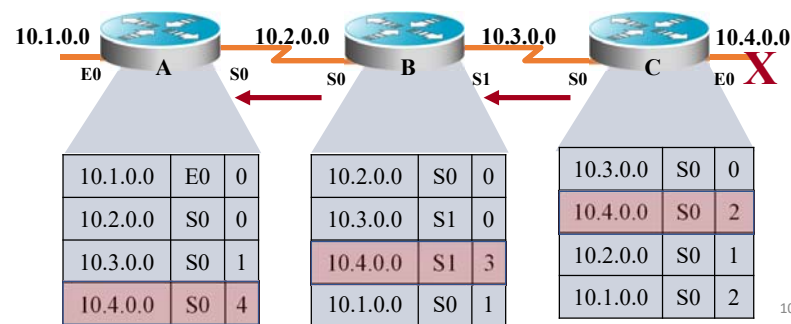 10.1.0.0 10.2.0.0 10.3.0.0 10.4.0.0
E0 A S0 S0 B S1 S0 C E0 X
10.1.0.0 E0 0
10.2.0.0 S0 0
10.3.0.0 S0 1
10.4.0.0 S0 4
10.2.0.0 S0 0
10.3.0.0 S1 0
10.4.0.0 S1 3
10.1.0.0 S0 1
10.3.0.0 S0 0
10.4.0.0 S0 2
10.2.0.0 S0 1
10.1.0.0 S0 2